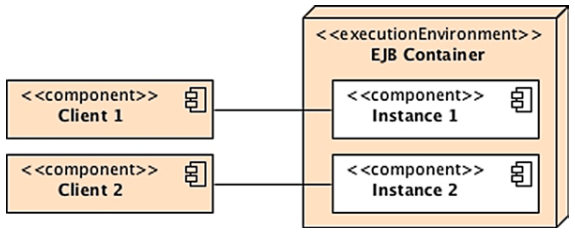 <<executionEnvironment>>
EJB Container
<<component>>
Client 1
<<component>>
Instance 1
<<component>>
Client 2
<<component>>
Instance 2